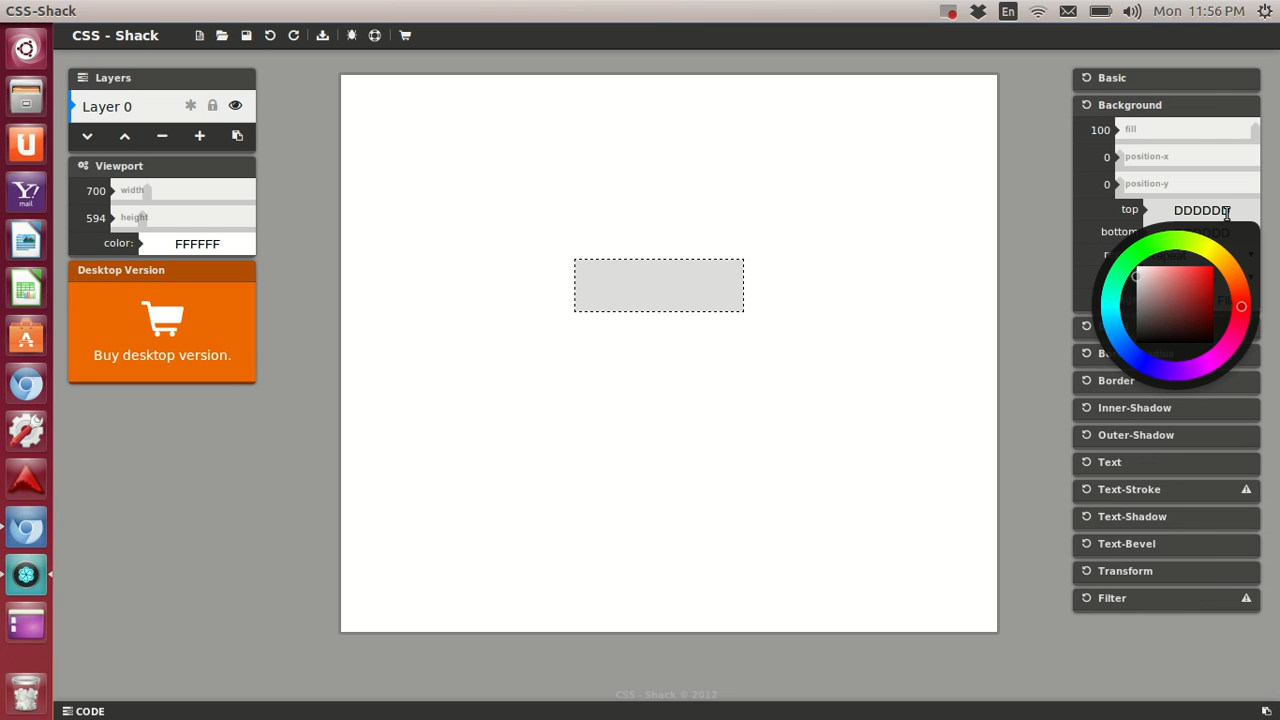 CSS-Shack
En
Mon 11:56 PM
CSS - Shack
Layers
Layer 0
Viewport
700 width
594 height
color: FFFFFF
Desktop Version
Buy desktop version.
Basic
Background
100 fill
0 position-x
0 position-y
top DDDDDD
bottom
Border
Inner-Shadow
Outer-Shadow
Text
Text-Stroke
Text-Shadow
Text-Bevel
Transform
Filter
CSS - Shack © 2012
CODE
U
Y!
mail
A